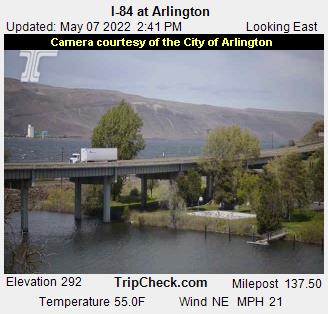 I-84 at Arlington
Updated: May 07 2022 2:41 PM Looking East
Camera courtesy of the City of Arlington
Elevation 292 TripCheck.com Milepost 137.50
Temperature 55.0F Wind NE MPH 21